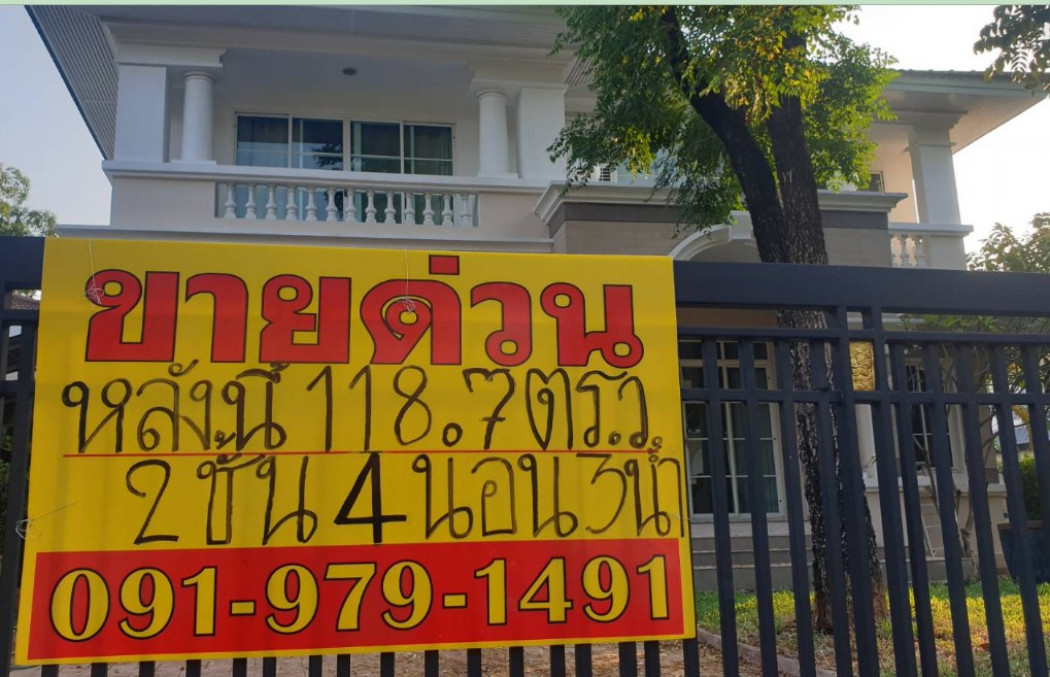 ขายด่วน
หลังนี้ 118.7 ตร.ว
2 ชั้น 4 นอน 3 น้ำ
091-979-1491